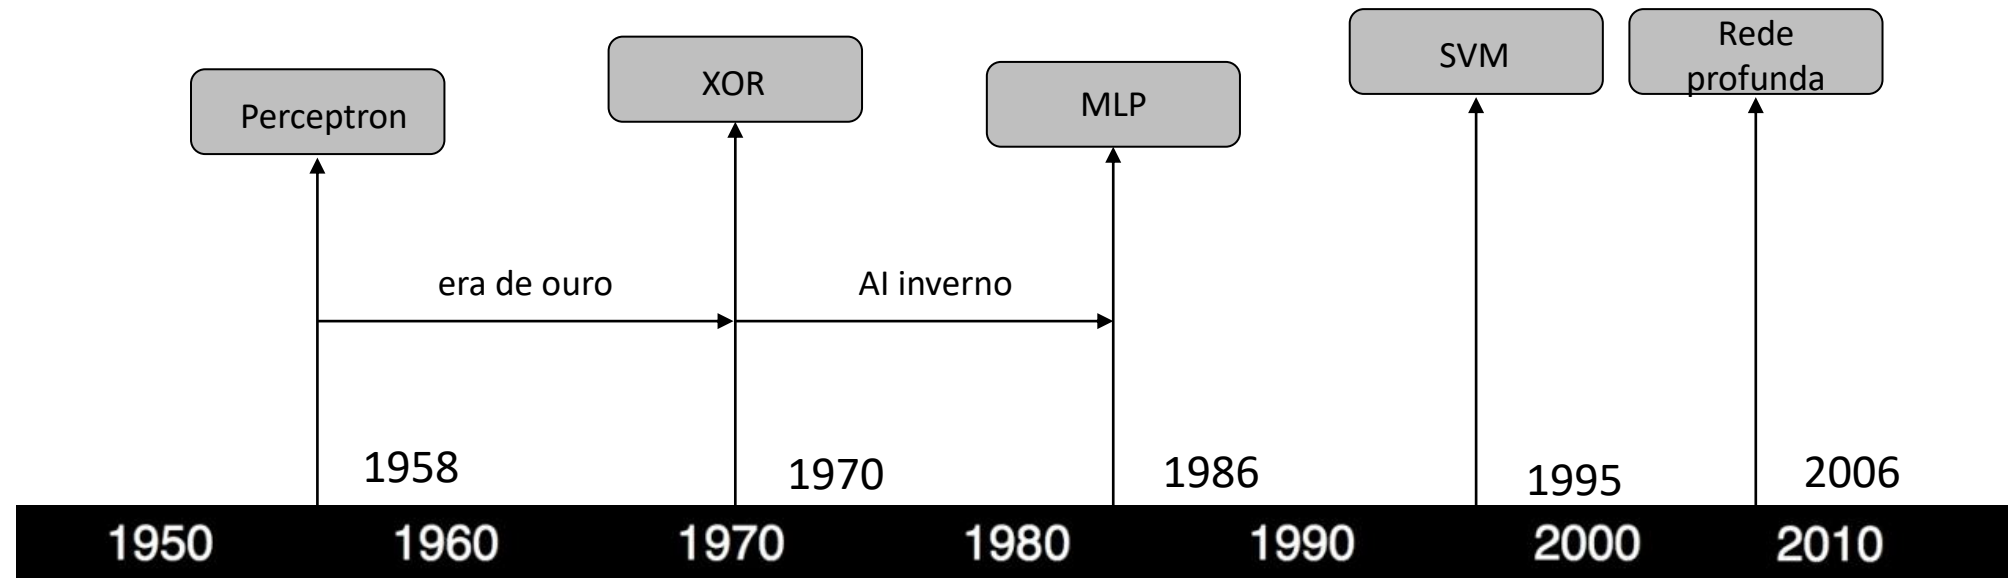 Perceptron
XOR
MLP
SVM
Rede
profunda
era de ouro
AI inverno
1958
1970
1986
1995
2006
1950
1960
1970
1980
1990
2000
2010